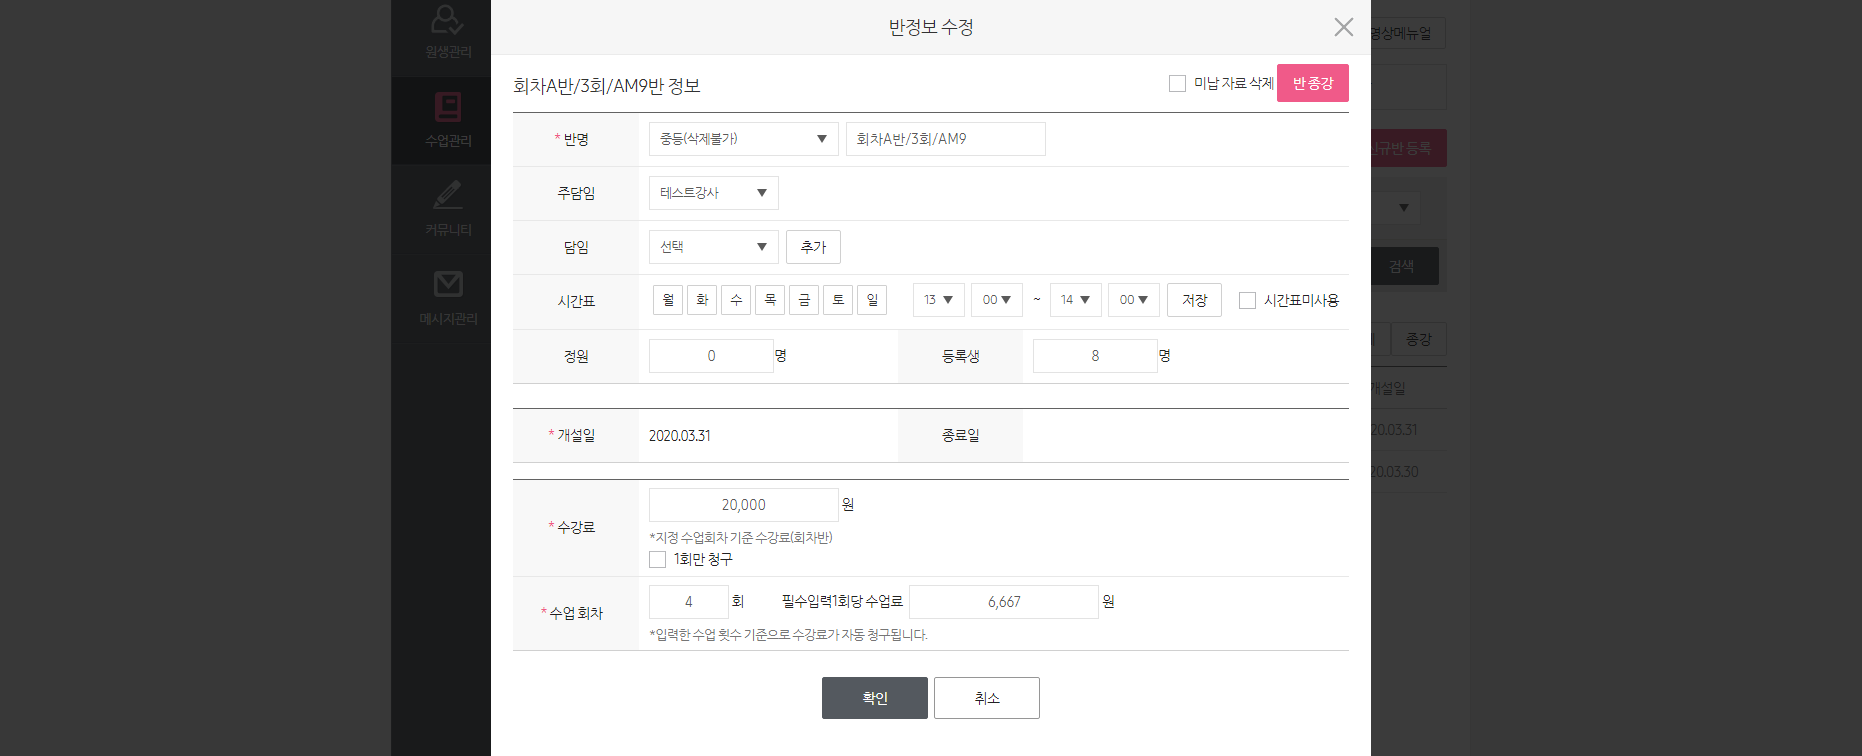 반정보 수정
원생관리
수업관리
커뮤니티
메시지관리
회차A반/3회/AM9반 정보
미납 자료 삭제 반종강
* 반명 중등(삭제불가) ▼ 회차A반/3회/AM9
주담임 테스트강사 ▼
담임 선택 ▼ 추가
시간표 월 화 수 목 금 토 일 13 ▼ 00 ▼ ~ 14 ▼ 00 ▼ 저장 시간표미사용
정원 0 명 등록생 8 명
* 개설일 2020.03.31 종료일
* 수강료 20,000 원
*지정 수업회차 기준 수강료(회차반)
1회만 청구
* 수업 회차 4 회 필수입력1회당 수업료 6,667 원
*입력한 수업 횟수 기준으로 수강료가 자동 청구됩니다.
확인 취소
영상메뉴얼
신규반 등록
▼
검색
종강
개설일
20.03.31
20.03.30